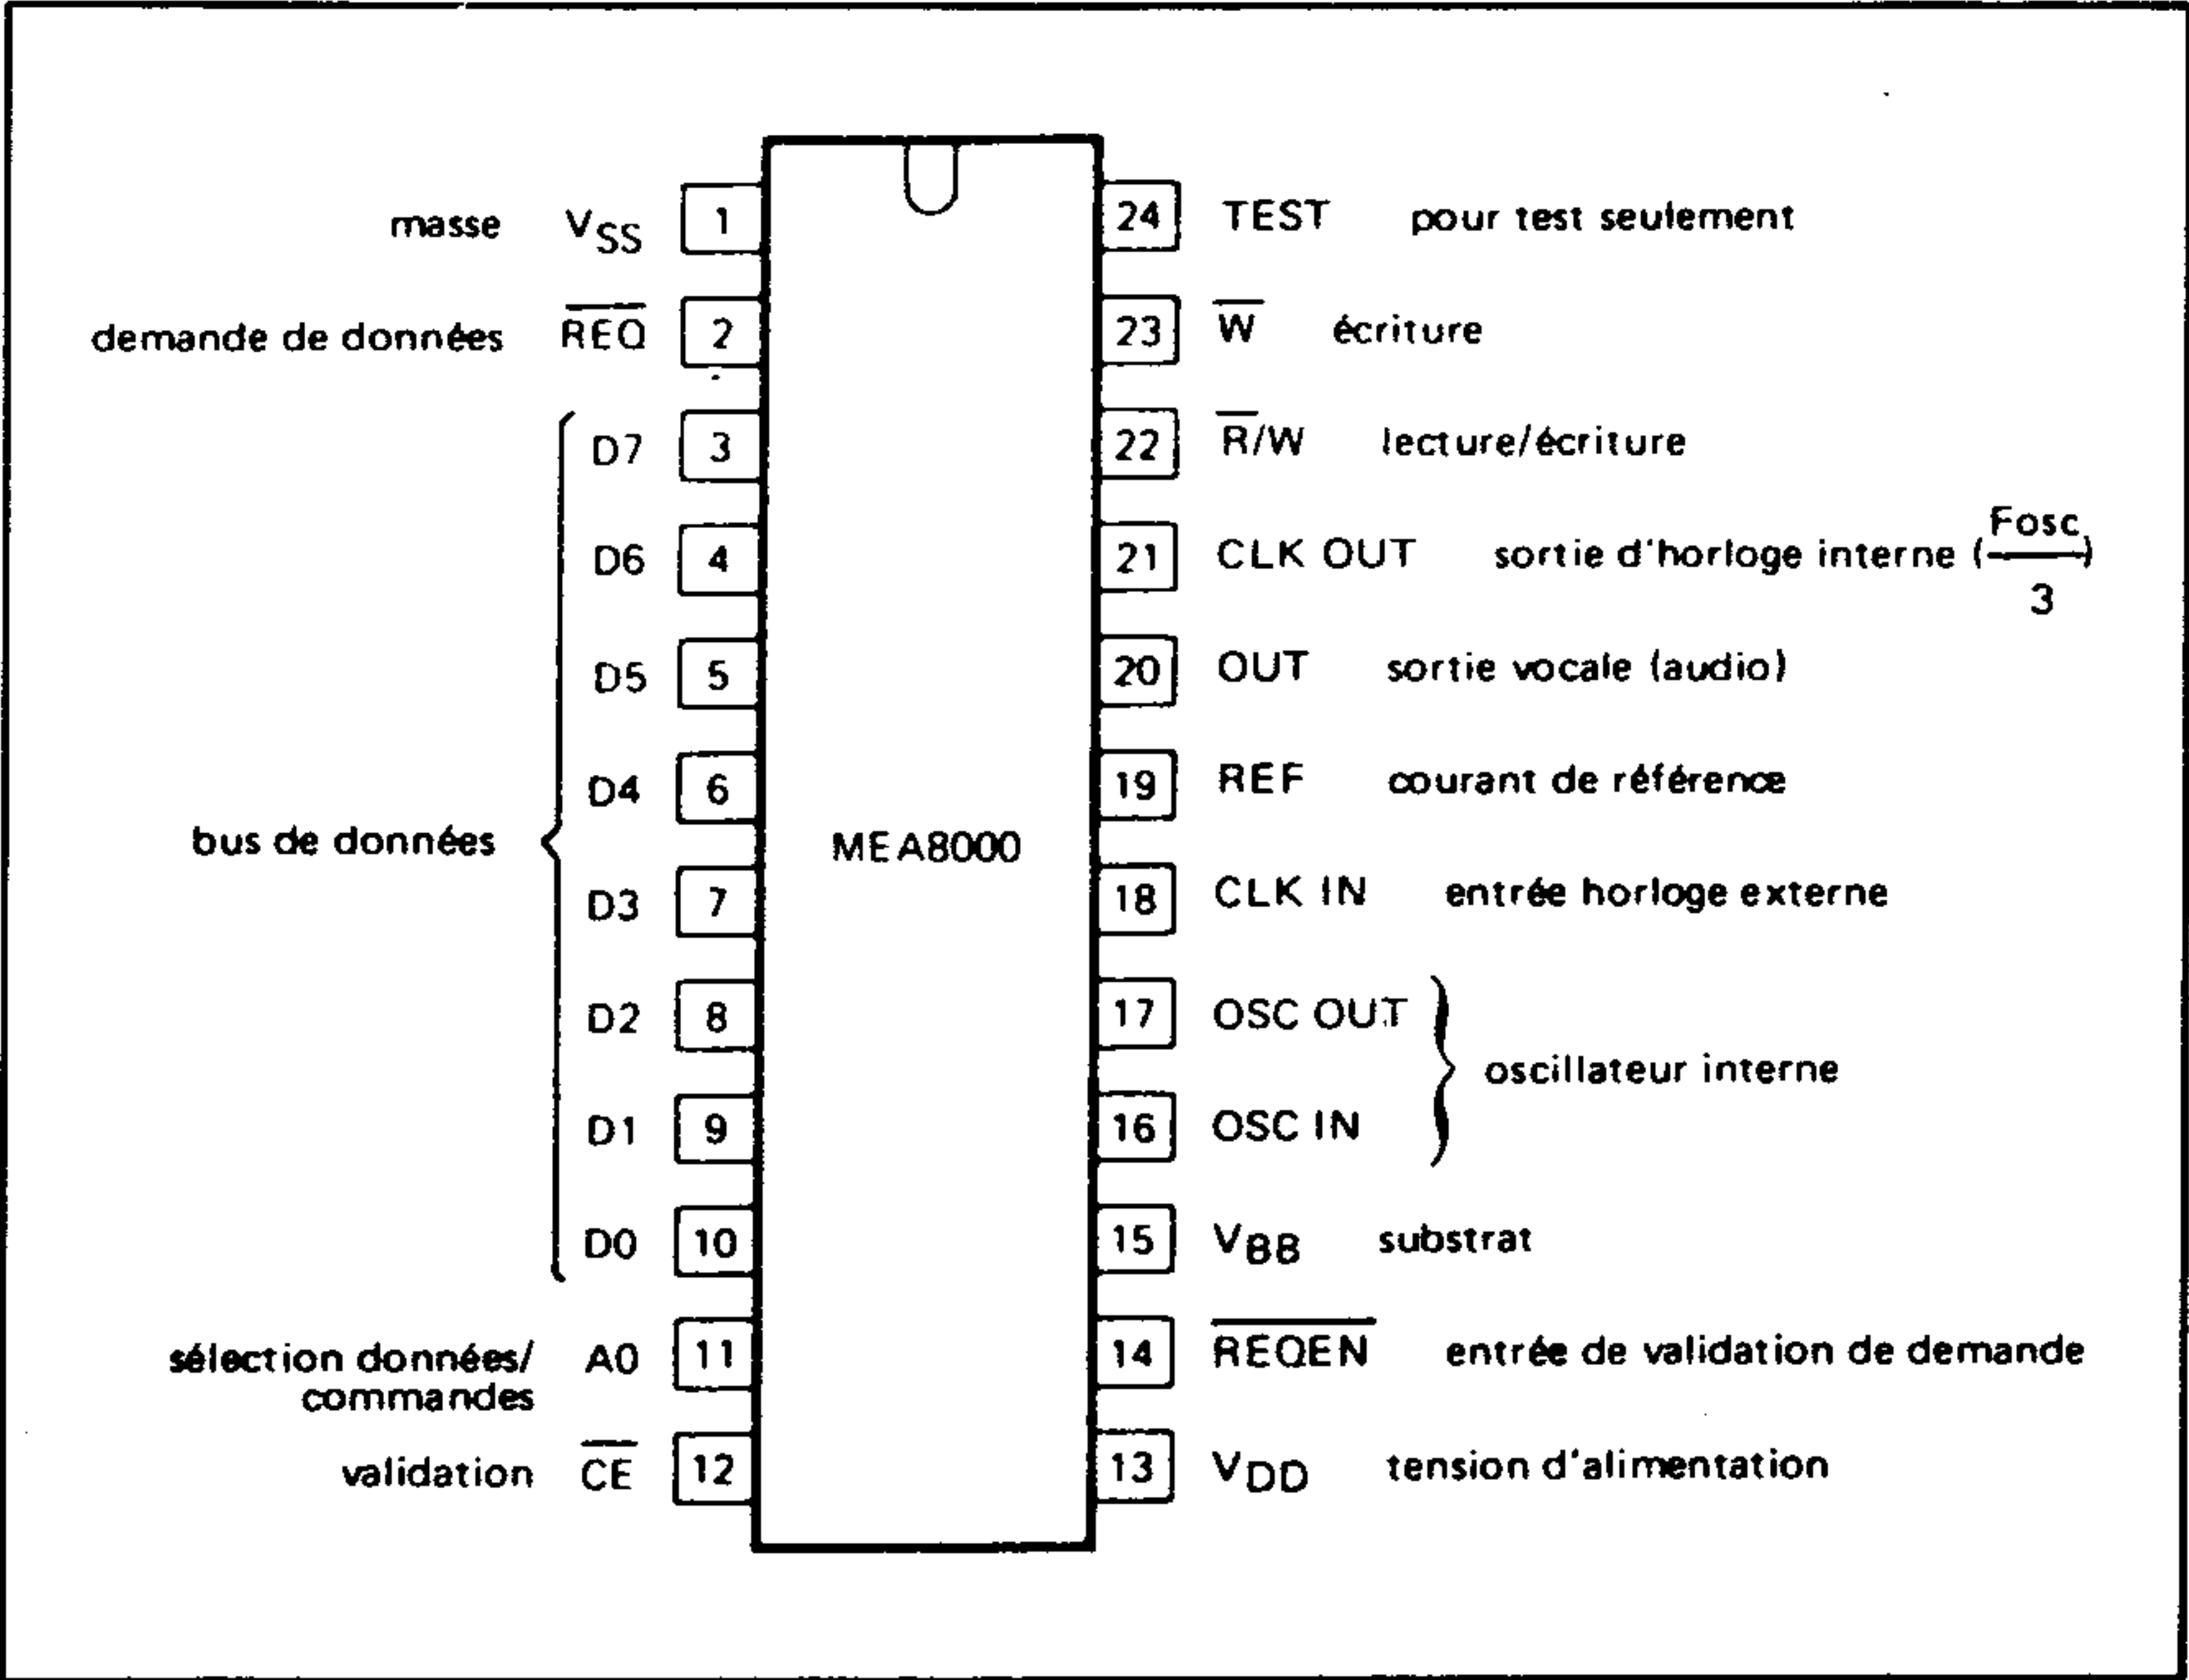 masse VSS 1
demande de données REQ 2
D7 3
D6 4
D5 5
D4 6
bus de données
D3 7
D2 8
D1 9
D0 10
sélection données/ A0 11
commandes
validation CE 12
MEA8000
24 TEST pour test seulement
23 W écriture
22 R/W lecture/écriture
21 CLK OUT sortie d'horloge interne (Fosc/3)
20 OUT sortie vocale (audio)
19 REF courant de référence
18 CLK IN entrée horloge externe
17 OSC OUT
oscillateur interne
16 OSC IN
15 VBB substrat
14 REQEN entrée de validation de demande
13 VDD tension d'alimentation